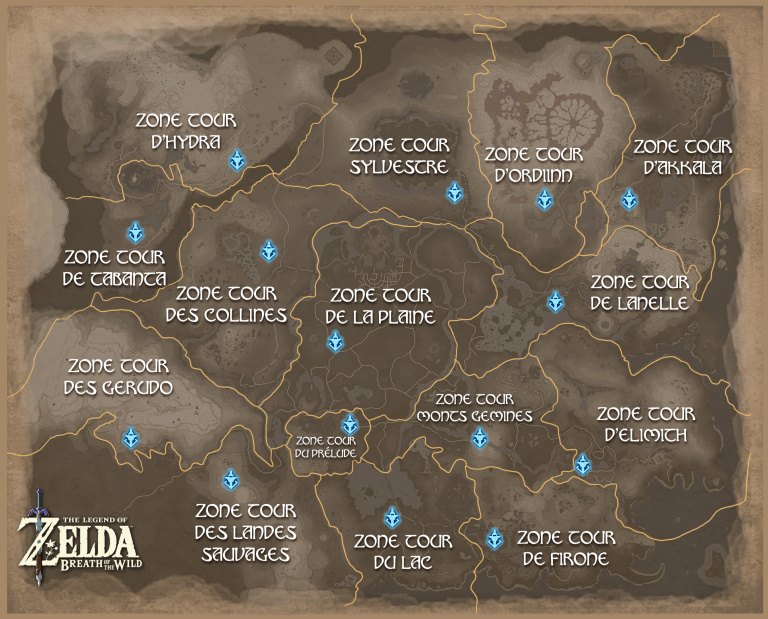 ZONE TOUR
D'HYDRA
ZONE TOUR
SYLVESTRE
ZONE TOUR
D'ORDIINN
ZONE TOUR
D'AKKALA
ZONE TOUR
DE TABANTA
ZONE TOUR
DES COLLINES
ZONE TOUR
DE LA PLAINE
ZONE TOUR
DE LANELLE
ZONE TOUR
DES GERUDO
ZONE TOUR
DU PRÉLUDE
ZONE TOUR
MONTS GEMINES
ZONE TOUR
D'ELIMITH
ZONE TOUR
DES LANDES
SAUVAGES
ZONE TOUR
DU LAC
ZONE TOUR
DE FIRONE
THE LEGEND OF
ZELDA
BREATH OF THE WILD